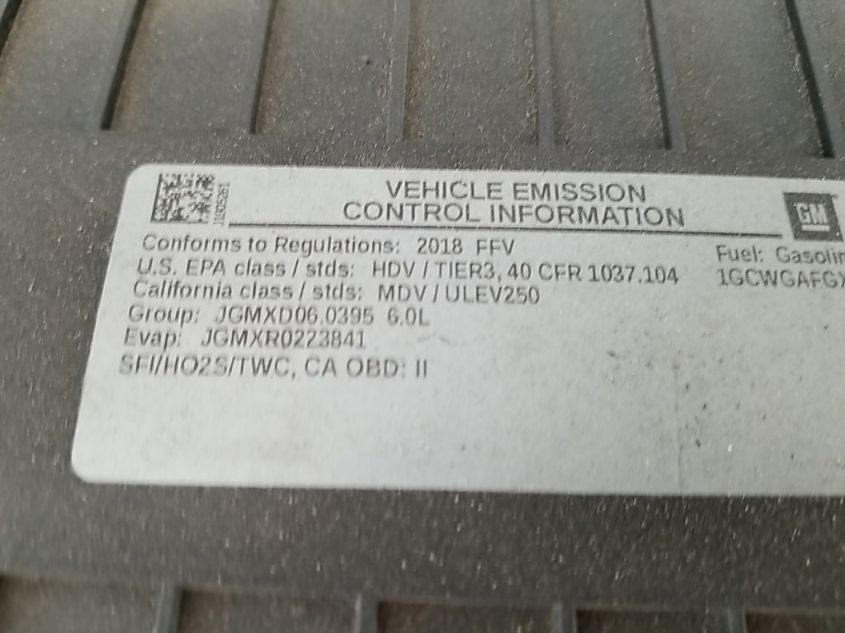 VEHICLE EMISSION
CONTROL INFORMATION
GM
Conforms to Regulations: 2018 FFV
Fuel: Gasolin
U.S. EPA class / stds: HDV / TIER3, 40 CFR 1037.104
1GCWGAFGX
California class / stds: MDV / ULEV250
Group: JGMXD06.0395 6.0L
Evap: JGMXR0223841
SFI/HO2S/TWC, CA OBD: II